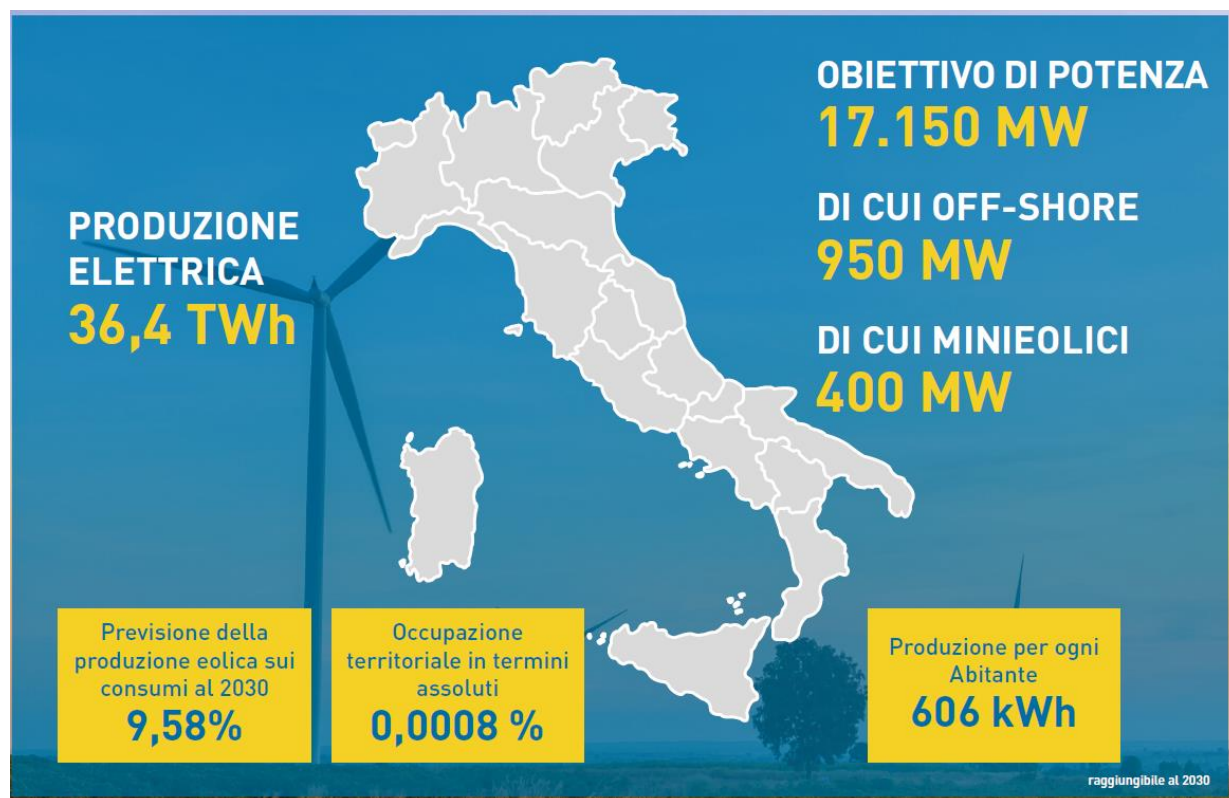 OBIETTIVO DI POTENZA
17.150 MW
DI CUI OFF-SHORE
950 MW
DI CUI MINIEOLICI
400 MW
PRODUZIONE
ELETTRICA
36,4 TWh
Previsione della
produzione eolica sui
consumi al 2030
9,58%
Occupazione
territoriale in termini
assoluti
0,0008 %
Produzione per ogni
Abitante
606 kWh
raggiungibile al 2030